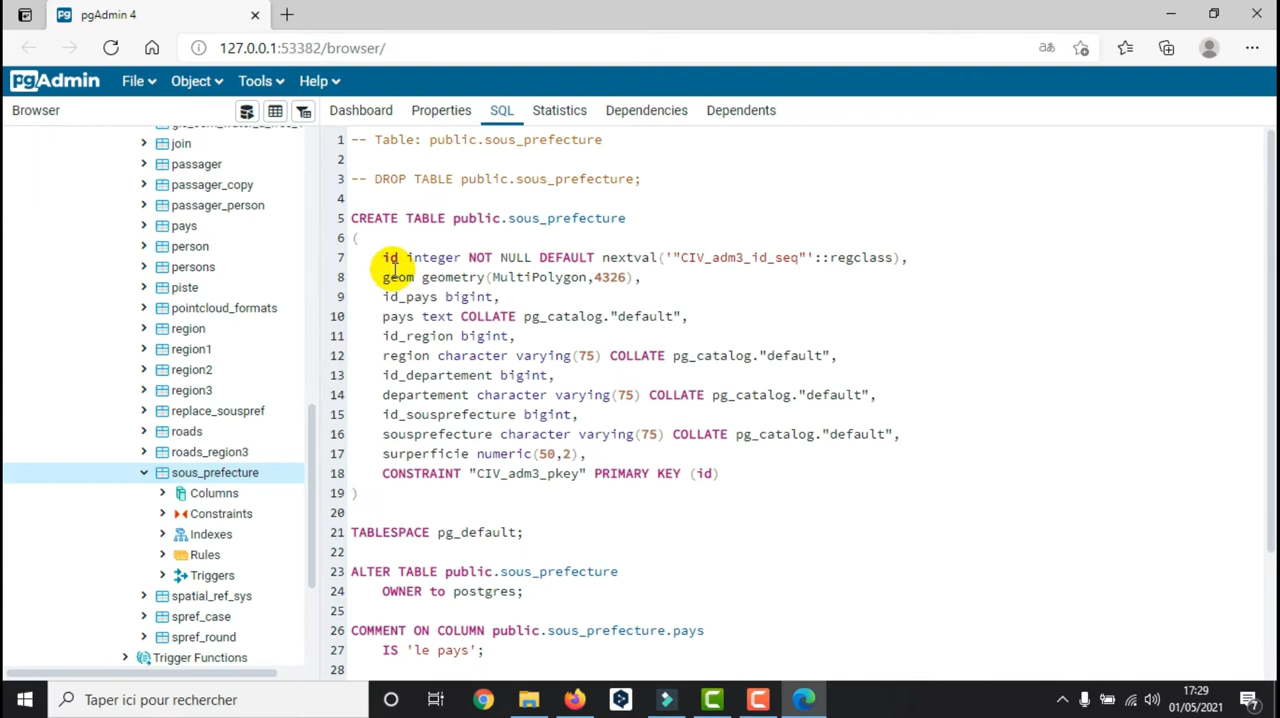 pgAdmin 4
127.0.0.1:53382/browser/
pgAdmin File Object Tools Help
Browser
Dashboard Properties SQL Statistics Dependencies Dependents
join
passager
passager_copy
passager_person
pays
person
persons
piste
pointcloud_formats
region
region1
region2
region3
replace_souspref
roads
roads_region3
sous_prefecture
Columns
Constraints
Indexes
Rules
Triggers
spatial_ref_sys
spref_case
spref_round
Trigger Functions
1 -- Table: public.sous_prefecture
2
3 -- DROP TABLE public.sous_prefecture;
4
5 CREATE TABLE public.sous_prefecture
6 (
7 id integer NOT NULL DEFAULT nextval('"CIV_adm3_id_seq"'::regclass),
8 geom geometry(MultiPolygon,4326),
9 id_pays bigint,
10 pays text COLLATE pg_catalog."default",
11 id_region bigint,
12 region character varying(75) COLLATE pg_catalog."default",
13 id_departement bigint,
14 departement character varying(75) COLLATE pg_catalog."default",
15 id_sousprefecture bigint,
16 sousprefecture character varying(75) COLLATE pg_catalog."default",
17 surperficie numeric(50,2),
18 CONSTRAINT "CIV_adm3_pkey" PRIMARY KEY (id)
19 )
20
21 TABLESPACE pg_default;
22
23 ALTER TABLE public.sous_prefecture
24 OWNER to postgres;
25
26 COMMENT ON COLUMN public.sous_prefecture.pays
27 IS 'le pays';
28
Taper ici pour rechercher
17:29
01/05/2021
7